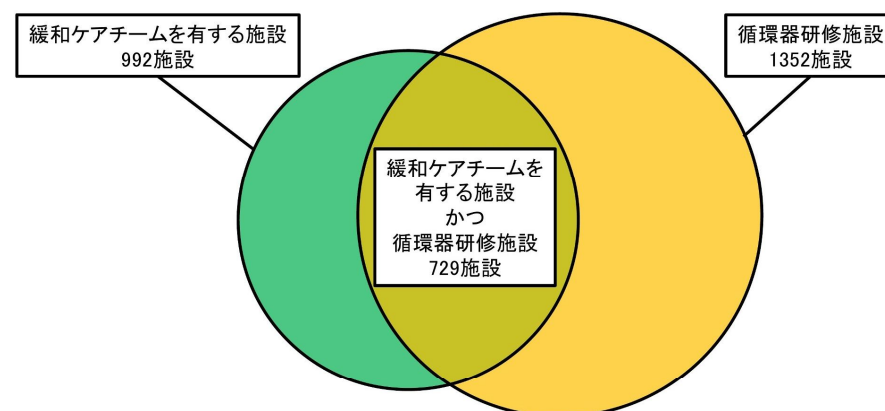 緩和ケアチームを有する施設
992施設
循環器研修施設
1352施設
緩和ケアチームを
有する施設
かつ
循環器研修施設
729施設